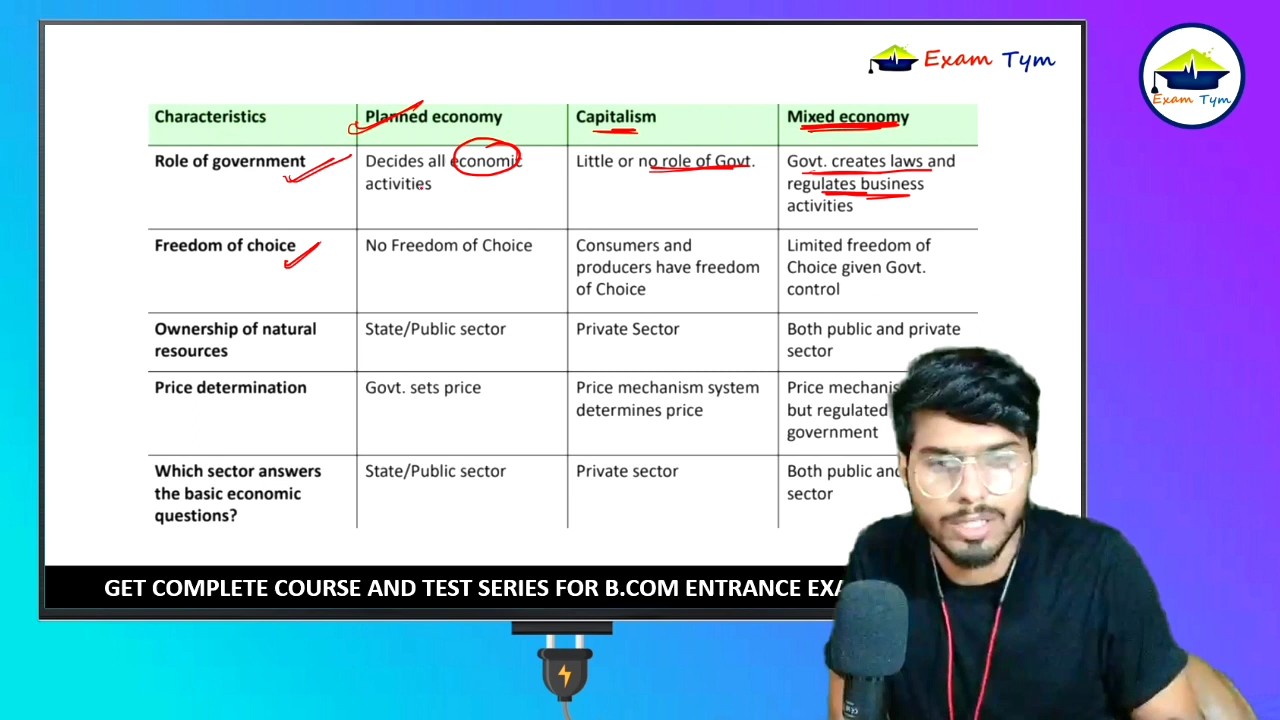 Exam Tym
Exam Tym
Characteristics
Planned economy
Capitalism
Mixed economy
Role of government
Decides all economic
activities
Little or no role of Govt.
Govt. creates laws and
regulates business
activities
Freedom of choice
No Freedom of Choice
Consumers and
producers have freedom
of Choice
Limited freedom of
Choice given Govt.
control
Ownership of natural
resources
State/Public sector
Private Sector
Both public and private
sector
Price determination
Govt. sets price
Price mechanism system
determines price
Price
but regulated
government
Which sector answers
the basic economic
questions?
State/Public sector
Private sector
Both public
sector
GET COMPLETE COURSE AND TEST SERIES FOR B.COM ENTRANCE